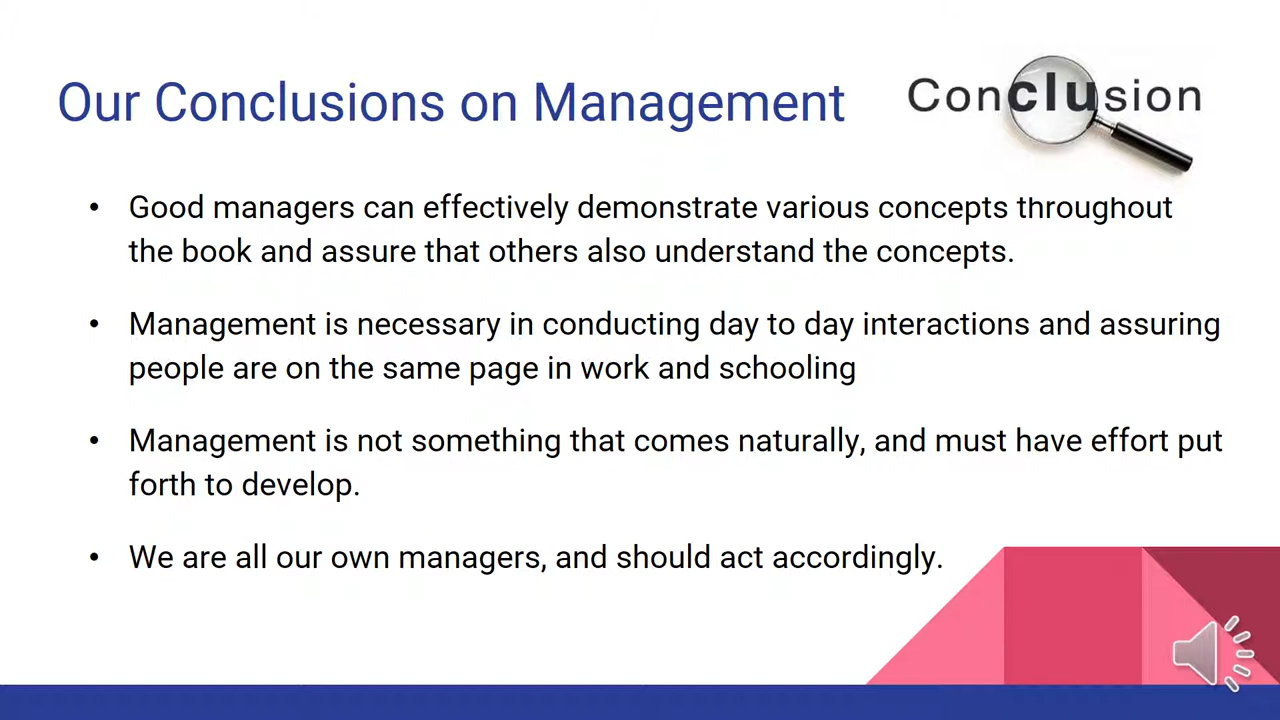 Our Conclusions on Management
Conclusion
• Good managers can effectively demonstrate various concepts throughout
the book and assure that others also understand the concepts.
• Management is necessary in conducting day to day interactions and assuring
people are on the same page in work and schooling
• Management is not something that comes naturally, and must have effort put
forth to develop.
• We are all our own managers, and should act accordingly.